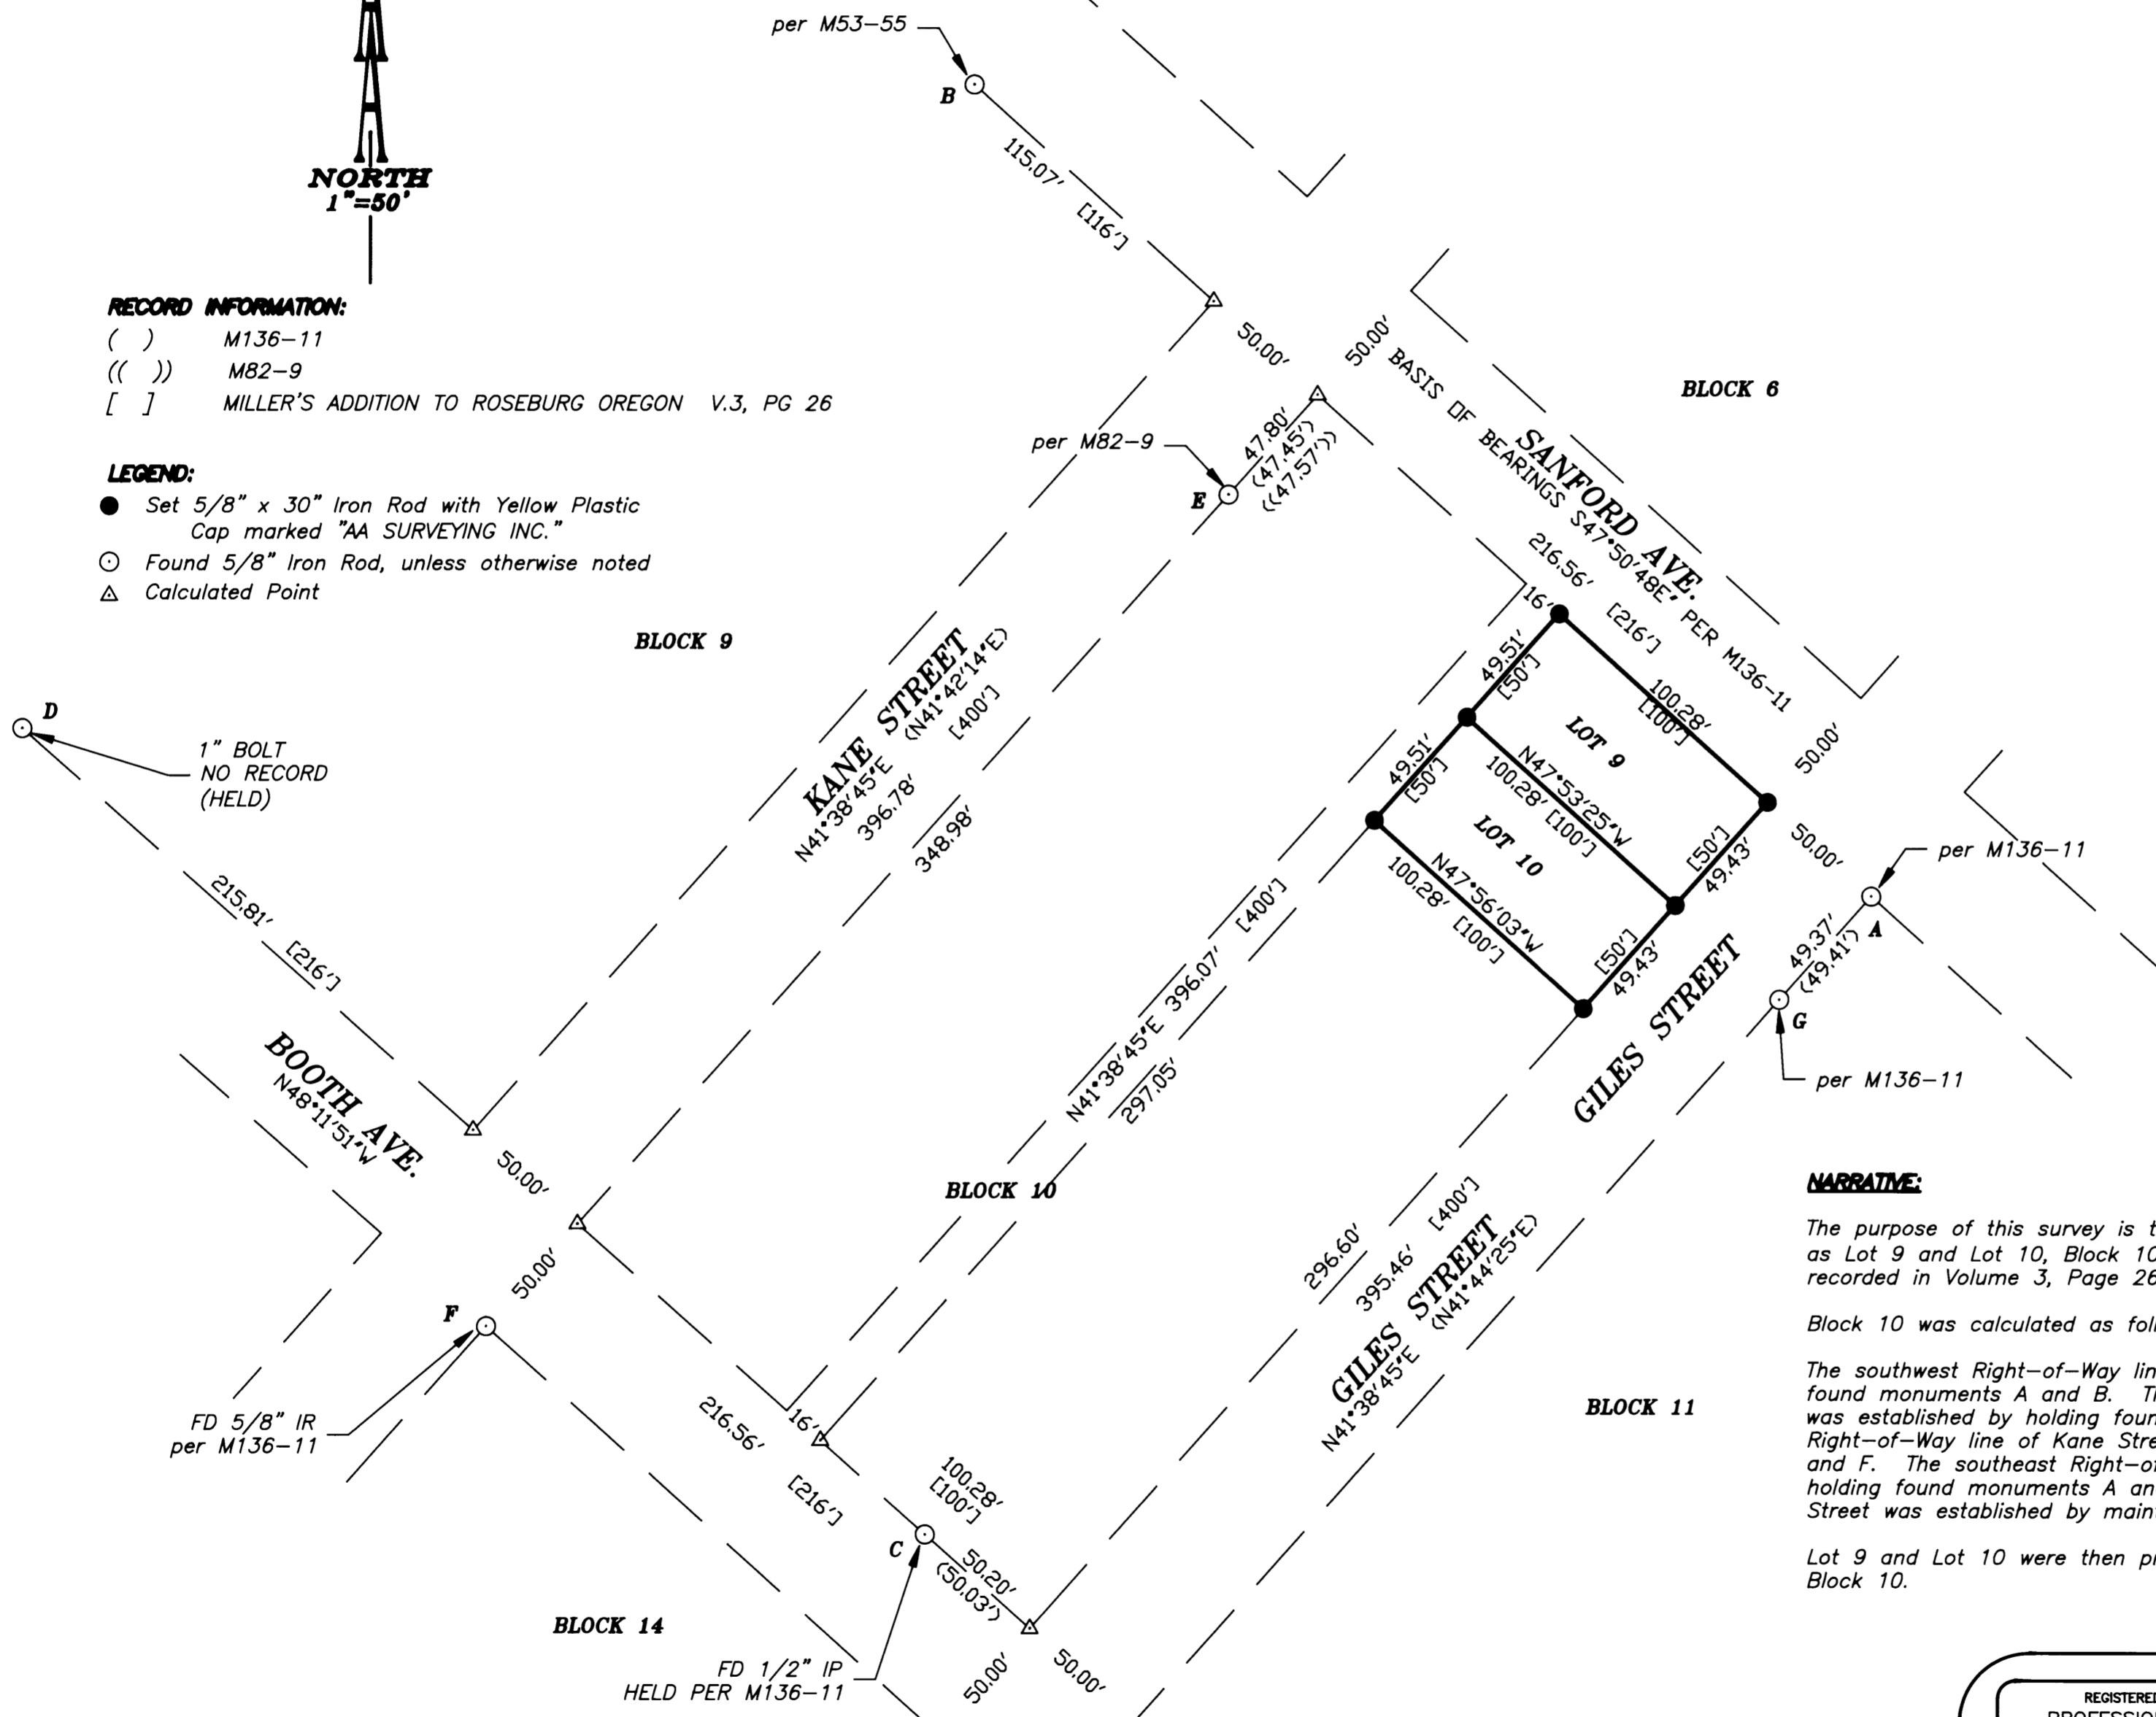 per M53-55
B
115.07' [116']
NORTH
1"=50'
RECORD INFORMATION:
( ) M136-11
(( )) M82-9
[ ] MILLER'S ADDITION TO ROSEBURG OREGON V.3, PG 26
LEGEND:
Set 5/8" x 30" Iron Rod with Yellow Plastic
Cap marked "AA SURVEYING INC."
Found 5/8" Iron Rod, unless otherwise noted
Calculated Point
50.00'
50.00'
BLOCK 6
SANFORD AVE.
BASIS OF BEARINGS S47°50'48E' PER M136-11
216.56' [216']
per M82-9
E
47.80'
(47.45')
((47.57'))
16'
BLOCK 9
KANE STREET
N41°38'45"E (N41°42'14"E)
396.78' [400']
348.98'
D
1" BOLT
NO RECORD
(HELD)
215.81' [216']
49.51'
[50']
100.28'
[100']
LOT 9
49.51'
[50']
N47°53'25"W
100.28' [100']
[50']
49.43'
LOT 10
N47°56'03"W
100.28' [100']
[50']
49.43'
50.00'
50.00'
per M136-11
A
49.37'
(49.41')
G
per M136-11
GILES STREET
BOOTH AVE.
N48°11'51"W
N41°38'45"E 396.07' [400']
297.05'
50.00'
50.00'
BLOCK 10
F
FD 5/8" IR
per M136-11
296.60'
395.46' [400']
GILES STREET
N41°38'45"E (N41°44'25"E)
BLOCK 11
216.56' [216']
16'
100.28'
[100']
C
50.20'
(50.03')
BLOCK 14
FD 1/2" IP
HELD PER M136-11
50.00'
50.00'
NARRATIVE:
The purpose of this survey is t
as Lot 9 and Lot 10, Block 10
recorded in Volume 3, Page 26
Block 10 was calculated as foll
The southwest Right-of-Way lin
found monuments A and B. Th
was established by holding foun
Right-of-Way line of Kane Stre
and F. The southeast Right-of
holding found monuments A an
Street was established by main
Lot 9 and Lot 10 were then pr
Block 10.
REGISTERED
PROFESSION